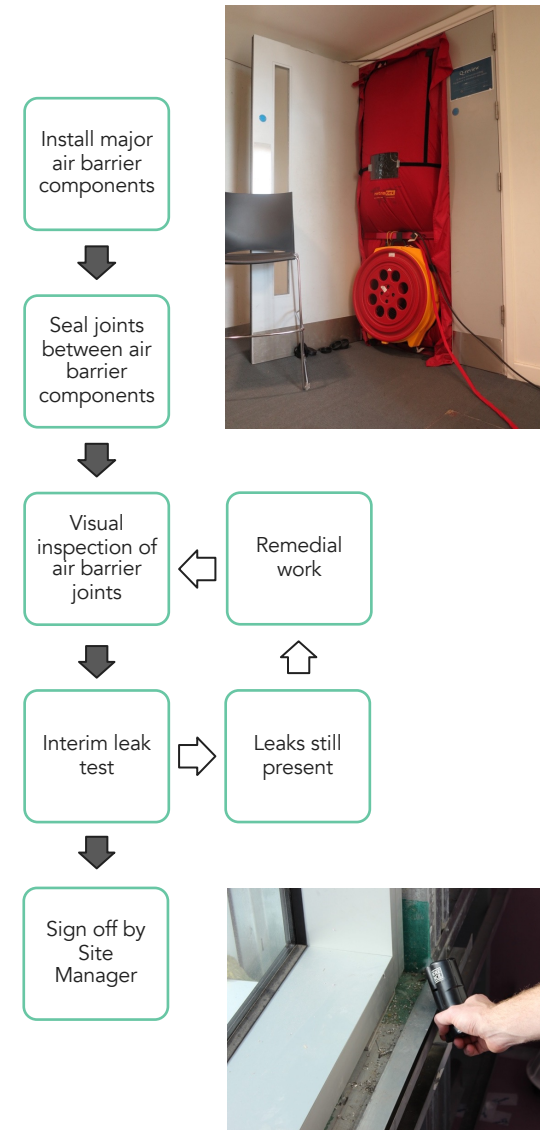 Install major
air barrier
components
Seal joints
between air
barrier
components
Visual
inspection of
air barrier
joints
Remedial
work
Interim leak
test
Leaks still
present
Sign off by
Site
Manager